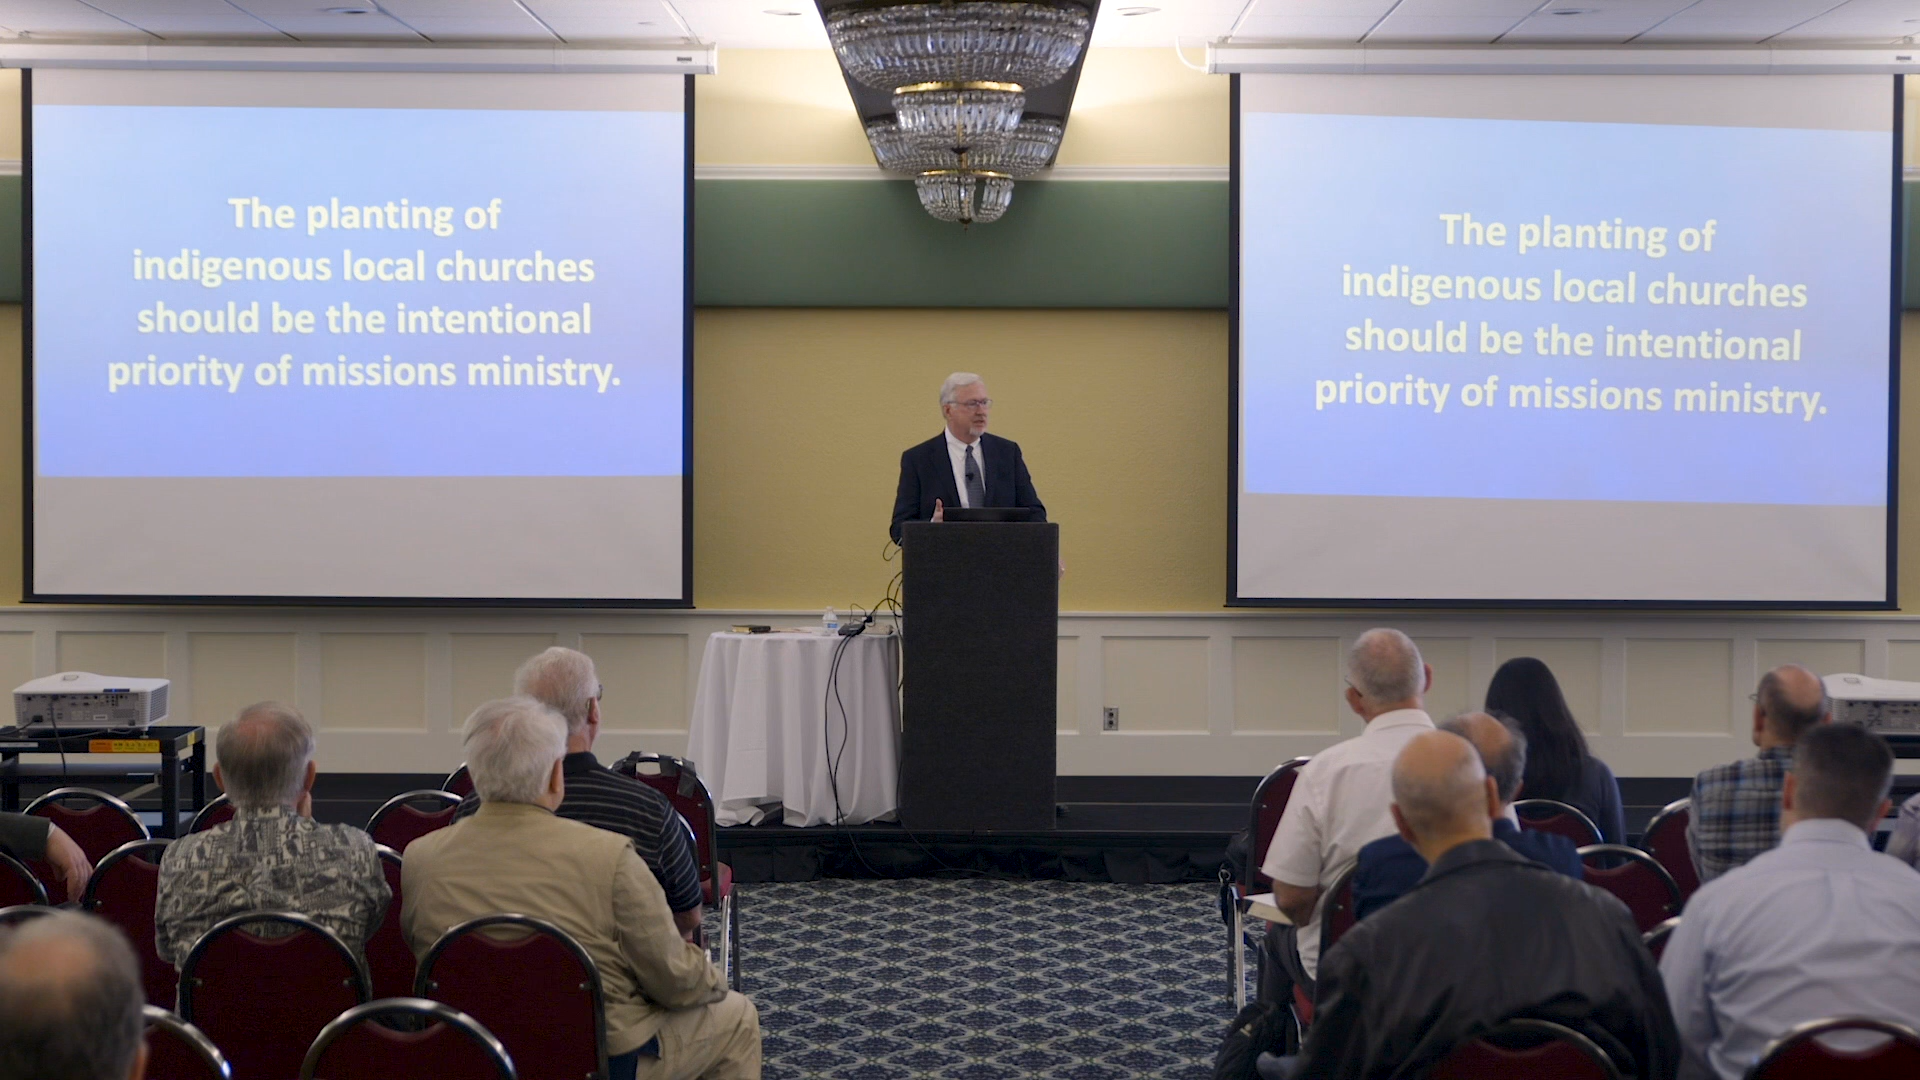 The planting of
indigenous local churches
should be the intentional
priority of missions ministry.
The planting of
indigenous local churches
should be the intentional
priority of missions ministry.